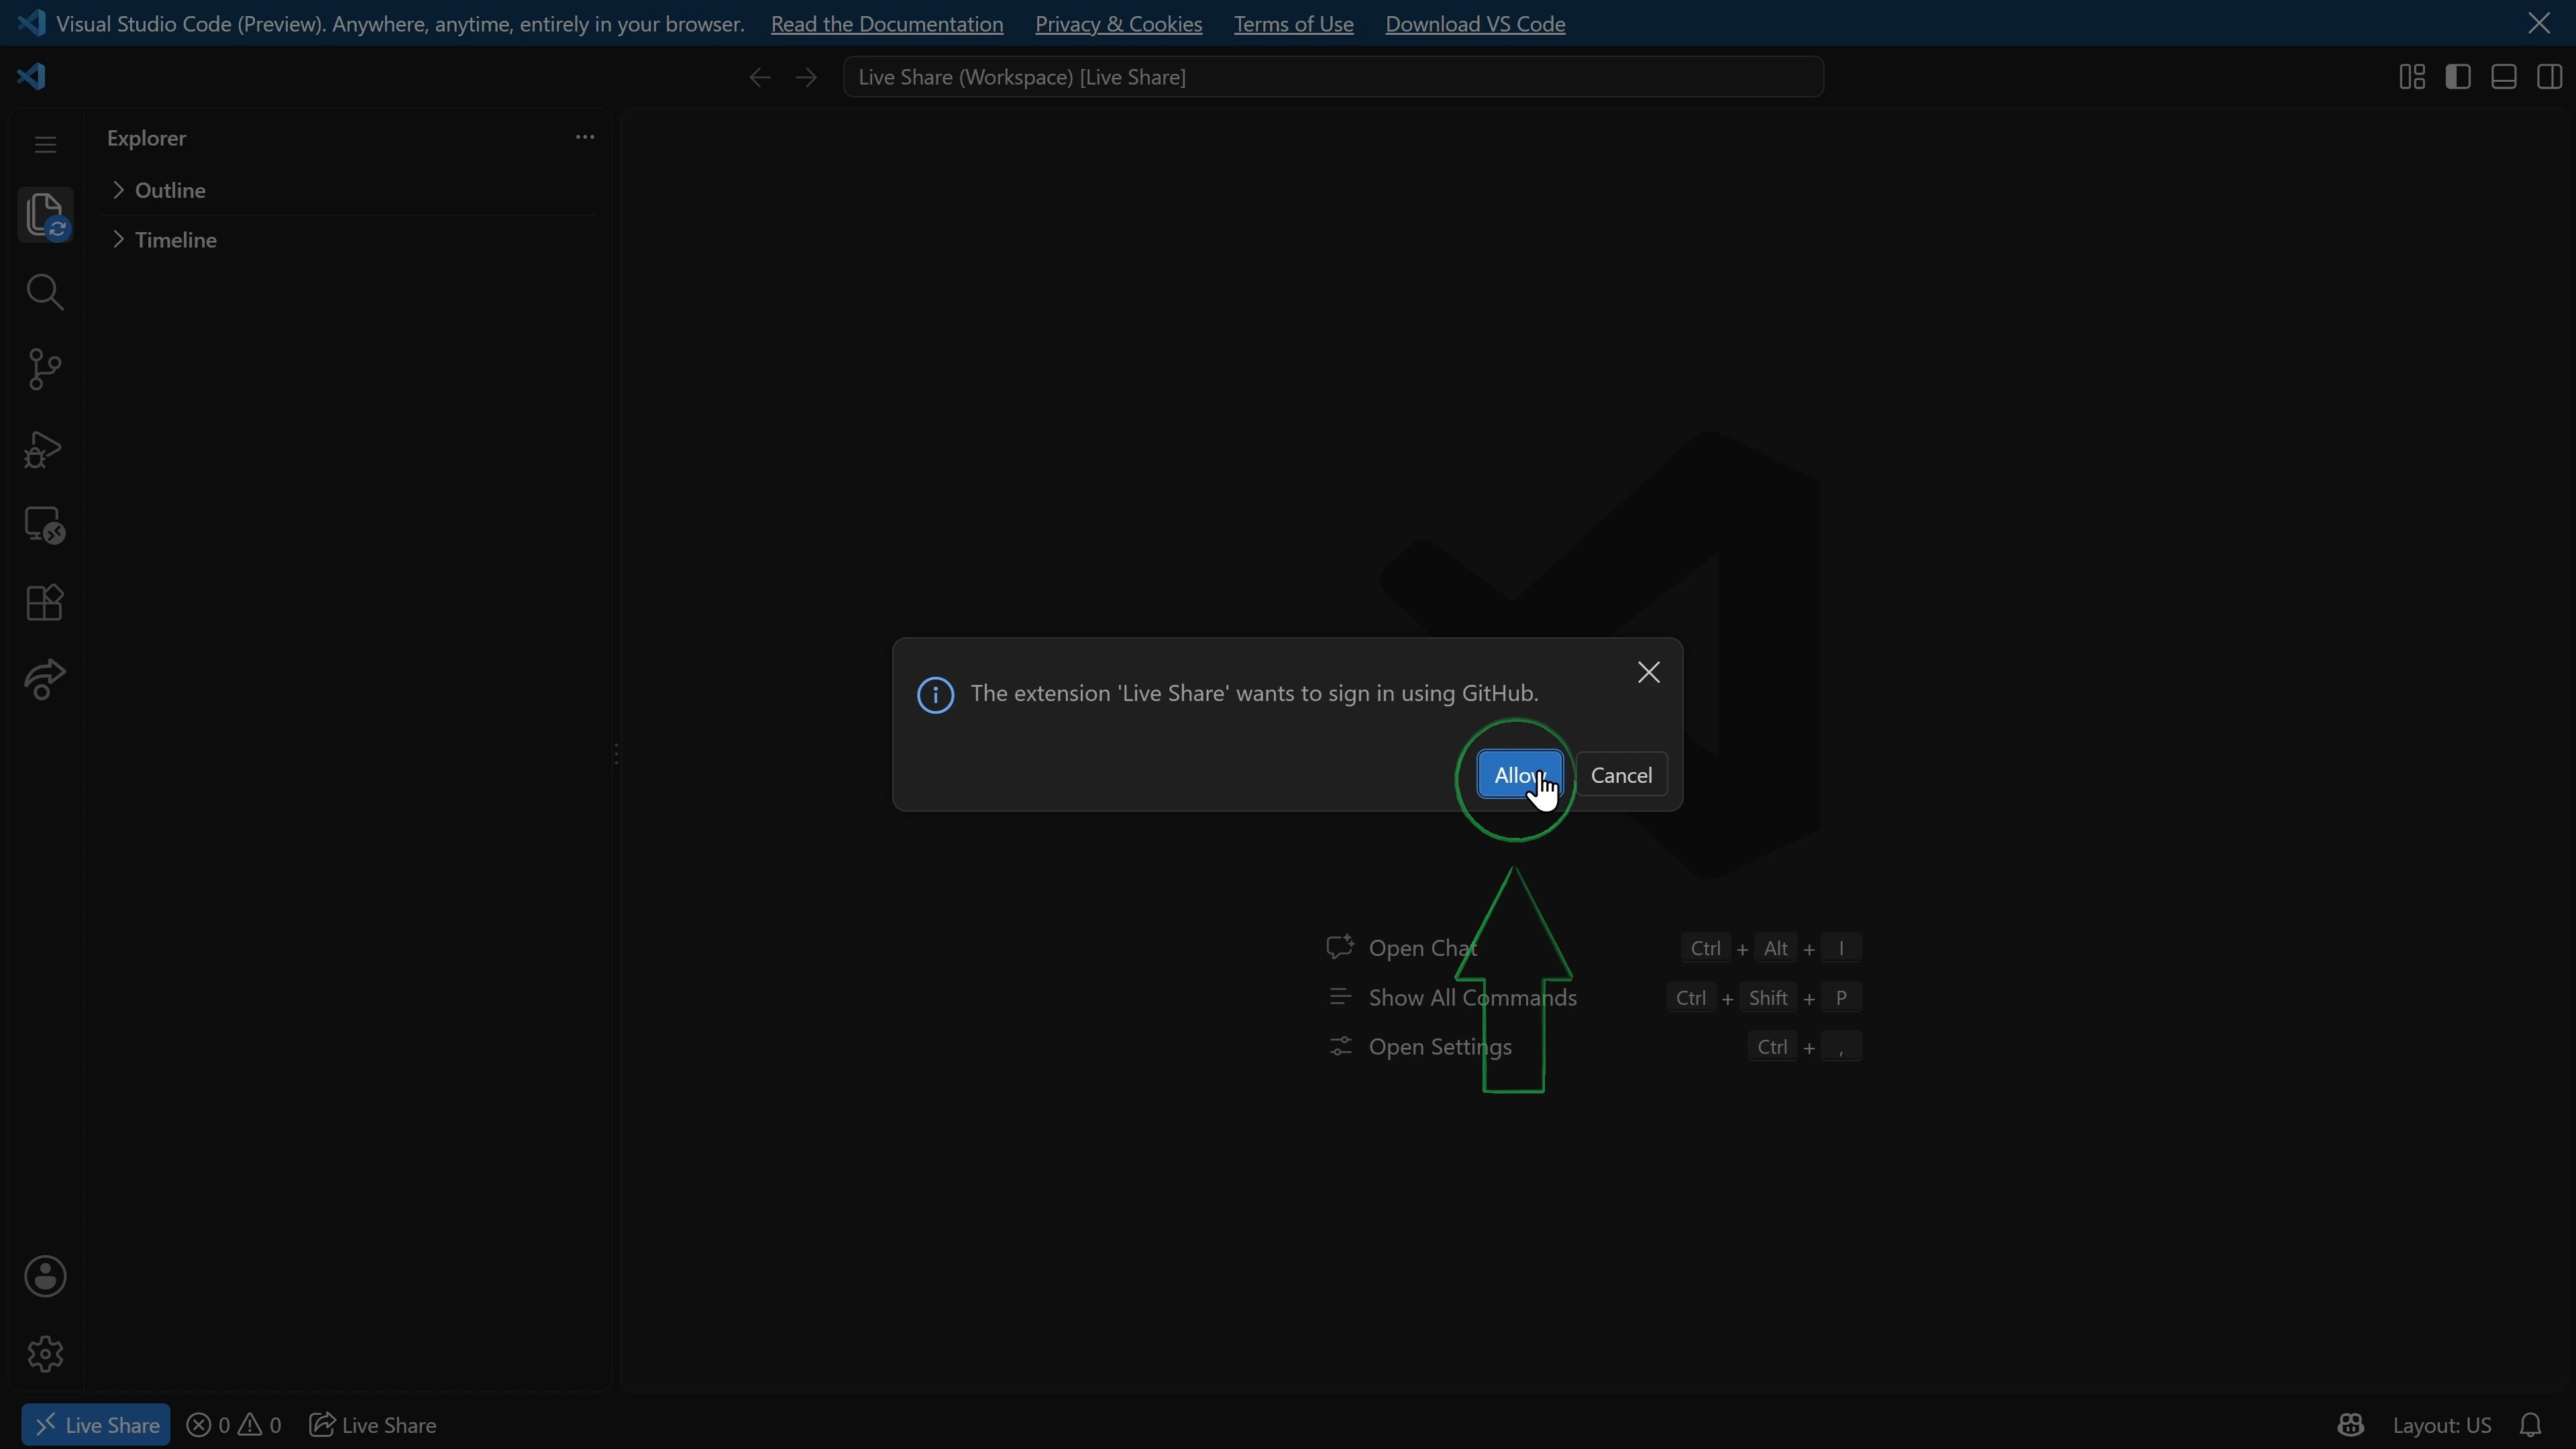 Visual Studio Code (Preview). Anywhere, anytime, entirely in your browser. Read the Documentation Privacy & Cookies Terms of Use Download VS Code
Live Share (Workspace) [Live Share]
Explorer
Outline
Timeline
The extension 'Live Share' wants to sign in using GitHub.
Allow Cancel
Open Chat Ctrl + Alt + I
Show All Commands Ctrl + Shift + P
Open Settings Ctrl + ,
Live Share 0 0 Live Share Layout: US